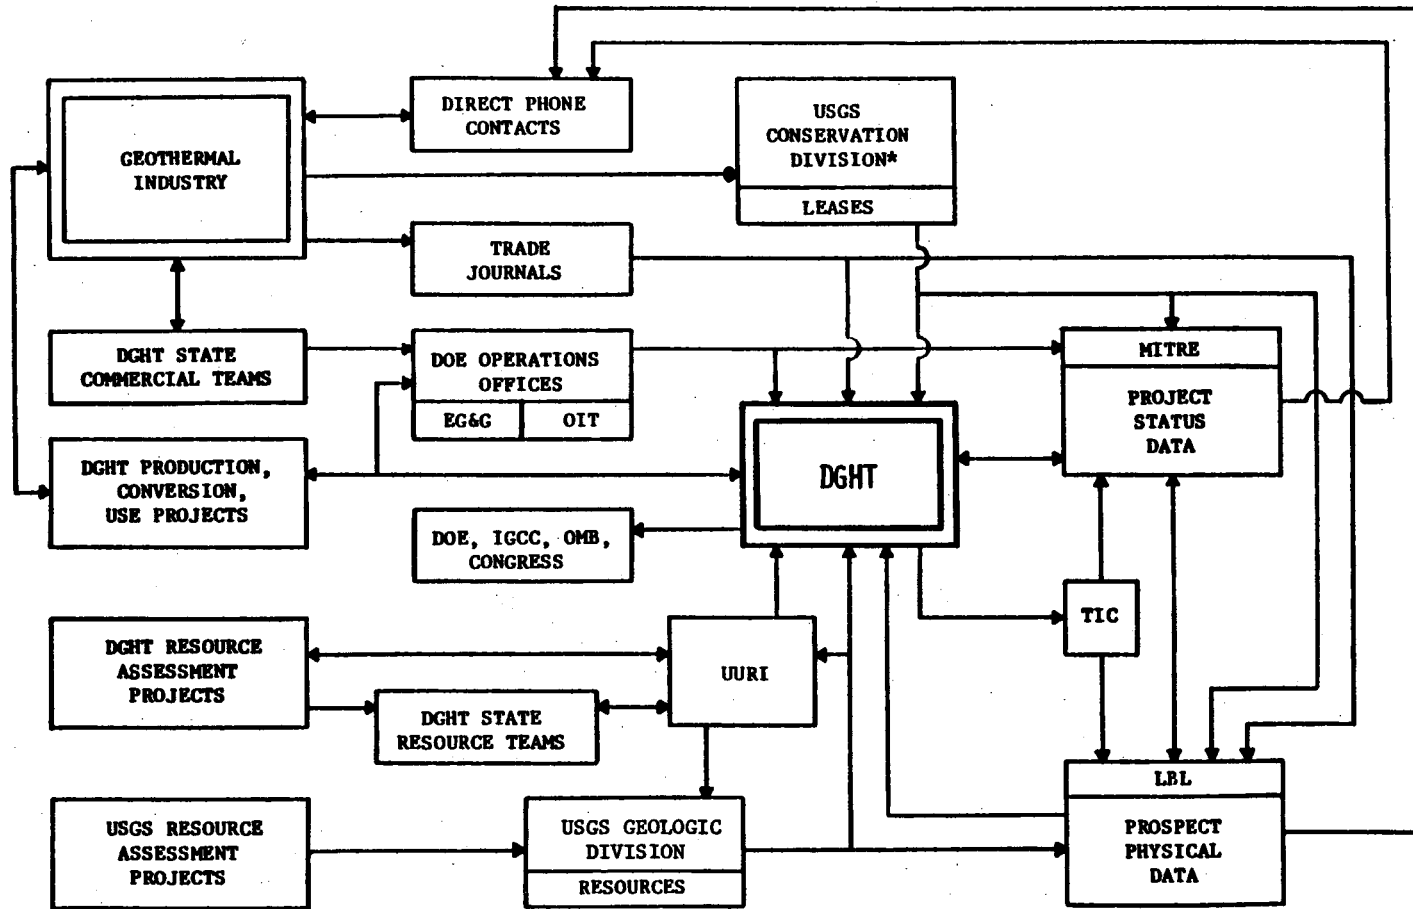 DIRECT PHONE
CONTACTS
USGS
CONSERVATION
DIVISION*
LEASES
GEOTHERMAL
INDUSTRY
TRADE
JOURNALS
DGHT STATE
COMMERCIAL TEAMS
DOE OPERATIONS
OFFICES
EG&G
OIT
MITRE
PROJECT
STATUS
DATA
DGHT PRODUCTION,
CONVERSION,
USE PROJECTS
DGHT
DOE, IGCC, OMB,
CONGRESS
TIC
DGHT RESOURCE
ASSESSMENT
PROJECTS
UURI
DGHT STATE
RESOURCE TEAMS
LBL
PROSPECT
PHYSICAL
DATA
USGS RESOURCE
ASSESSMENT
PROJECTS
USGS GEOLOGIC
DIVISION
RESOURCES